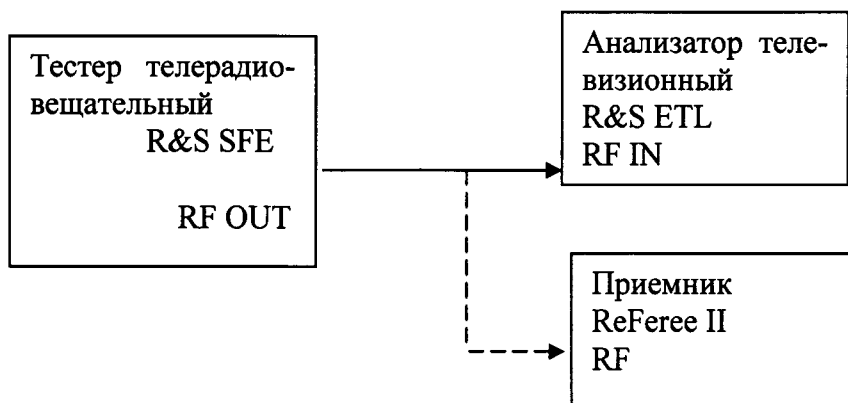 Тестер телерадио-
вещательный
R&S SFE
RF OUT
Анализатор теле-
визионный
R&S ETL
RF IN
Приемник
ReFeree II
RF